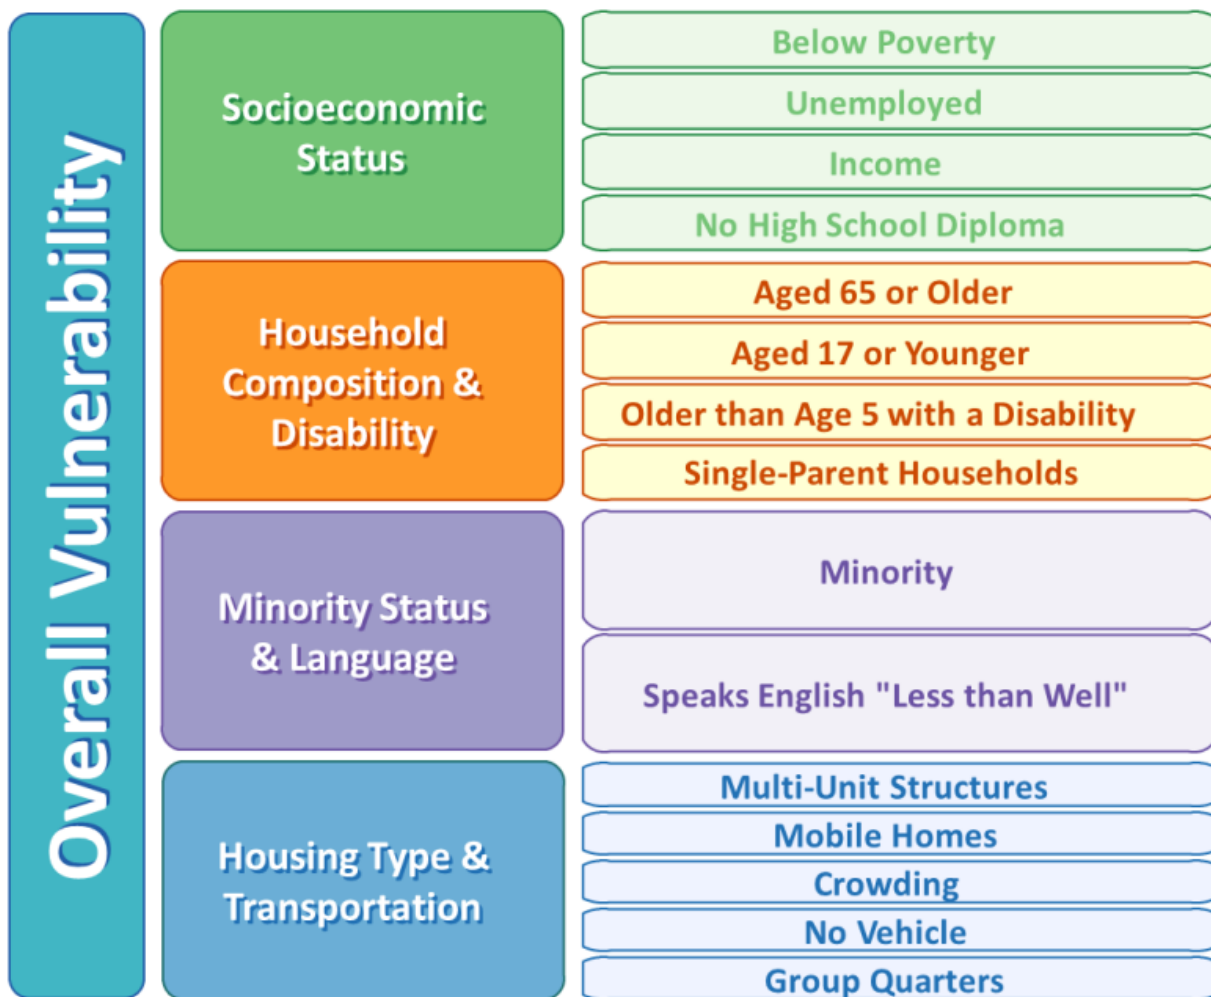 Overall Vulnerability
Socioeconomic
Status
Below Poverty
Unemployed
Income
No High School Diploma
Household
Composition &
Disability
Aged 65 or Older
Aged 17 or Younger
Older than Age 5 with a Disability
Single-Parent Households
Minority Status
& Language
Minority
Speaks English "Less than Well"
Housing Type &
Transportation
Multi-Unit Structures
Mobile Homes
Crowding
No Vehicle
Group Quarters